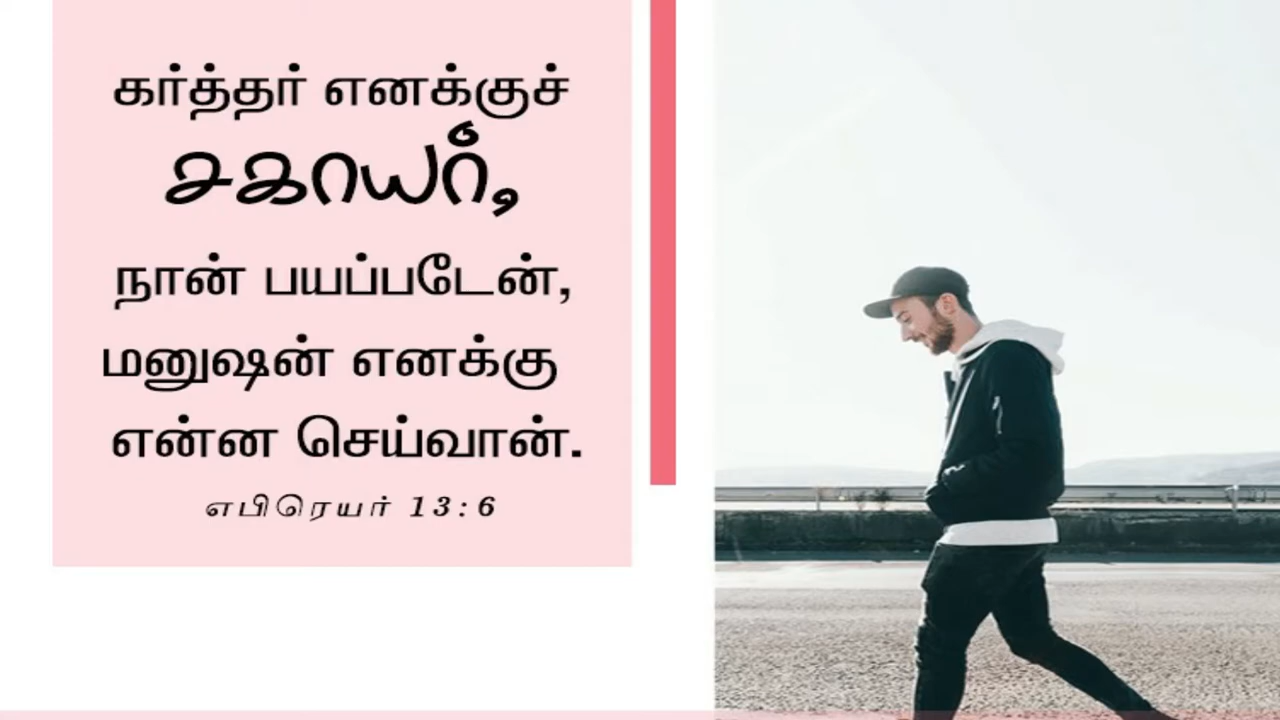 கர்த்தர் எனக்குச்
சகாயர்,
நான் பயப்படேன்,
மனுஷன் எனக்கு
என்ன செய்வான்.
எபிரெயர் 13:6